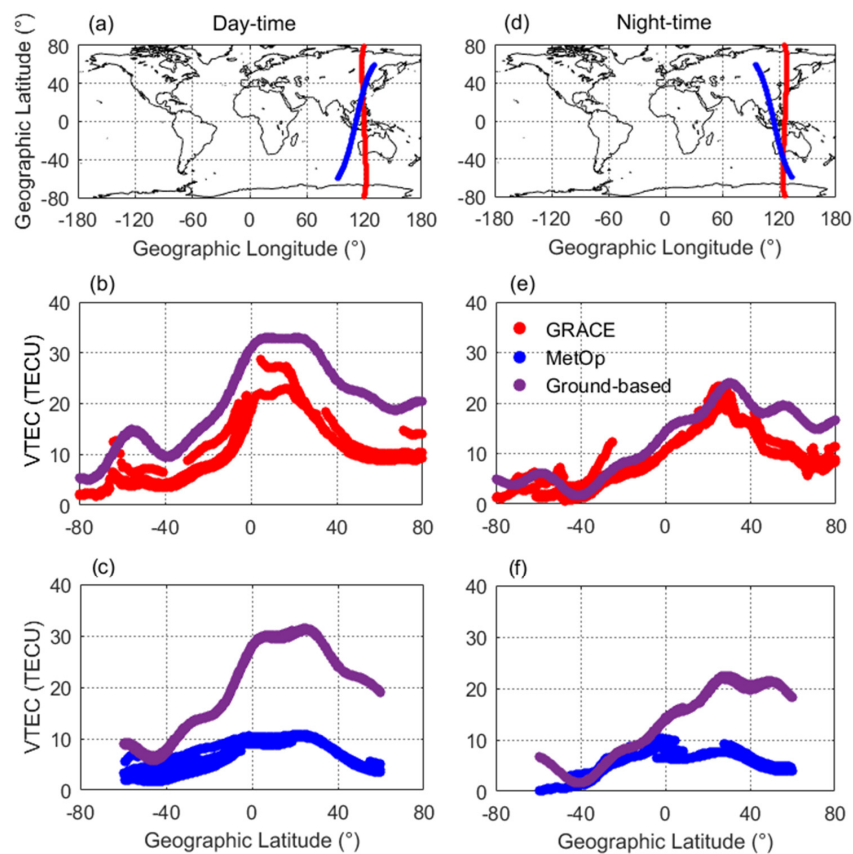 (a) Day-time
(d) Night-time
Geographic Latitude (°)
80
40
0
-40
-80
-180 -120 -60 0 60 120 180
Geographic Longitude (°)
80
40
0
-40
-80
-180 -120 -60 0 60 120 180
Geographic Longitude (°)
(b)
VTEC (TECU)
40
30
20
10
0
-80 -40 0 40 80
(e)
40
30
20
10
0
GRACE
MetOp
Ground-based
-80 -40 0 40 80
(c)
VTEC (TECU)
40
30
20
10
0
-80 -40 0 40 80
Geographic Latitude (°)
(f)
40
30
20
10
0
-80 -40 0 40 80
Geographic Latitude (°)